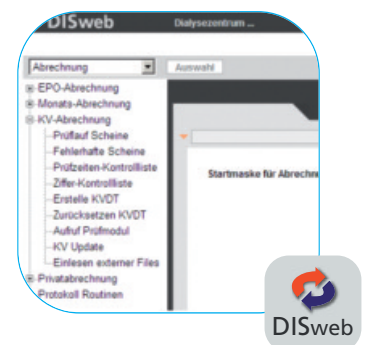 DISweb Dialysezentrum ...
Abrechnung Auswahl
EPO-Abrechnung
Monats-Abrechnung
KV-Abrechnung
Prüflauf Scheine
Fehlerhafte Scheine
Prüfzeiten-Kontrollliste
Ziffer-Kontrollliste
Erstelle KVDT
Zurücksetzen KVDT
Aufruf Prüfmodul
KV Update
Einlesen externer Files
Privatabrechnung
Protokoll Routinen
Startmaske für Abrechn
DISweb